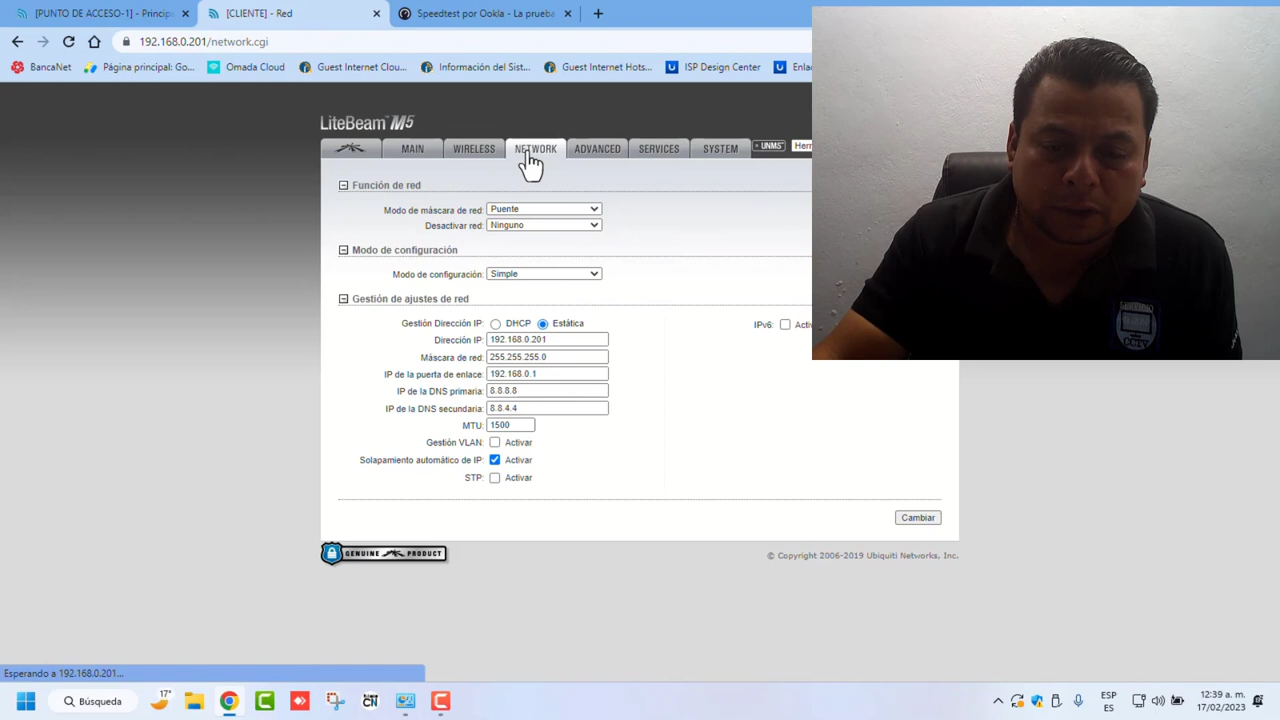 [PUNTO DE ACCESO-1] - Princip
[CLIENTE] - Red
Speedtest por Ookla - La prueba
192.168.0.201/network.cgi
BancaNet
Página principal: Go...
Omada Cloud
Guest Internet Clou...
Información del Sist...
Guest Internet Hots...
ISP Design Center
Enlac
LiteBeam M5
MAIN
WIRELESS
NETWORK
ADVANCED
SERVICES
SYSTEM
UNMS
Función de red
Modo de máscara de red: Puente
Desactivar red: Ninguno
Modo de configuración
Modo de configuración: Simple
Gestión de ajustes de red
Gestión Dirección IP: DHCP Estática
IPv6:
Dirección IP: 192.168.0.201
Máscara de red: 255.255.255.0
IP de la puerta de enlace: 192.168.0.1
IP de la DNS primaria: 8.8.8.8
IP de la DNS secundaria: 8.8.4.4
MTU: 1500
Gestión VLAN: Activar
Solapamiento automático de IP: Activar
STP: Activar
Cambiar
GENUINE PRODUCT
© Copyright 2006-2019 Ubiquiti Networks, Inc.
CCTV
Esperando a 192.168.0.201...
Búsqueda
17°
CN
ESP
ES
12:39 a. m.
17/02/2023